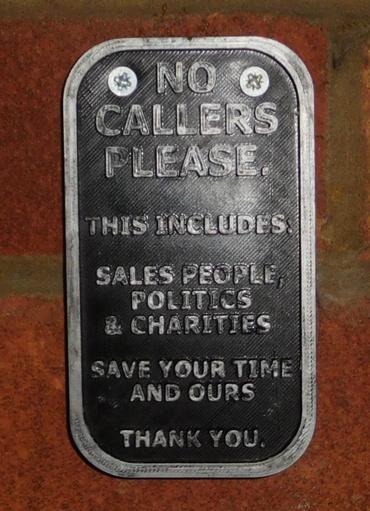 NO
CALLERS
PLEASE.
THIS INCLUDES:
SALES PEOPLE,
POLITICS
& CHARITIES
SAVE YOUR TIME
AND OURS
THANK YOU.